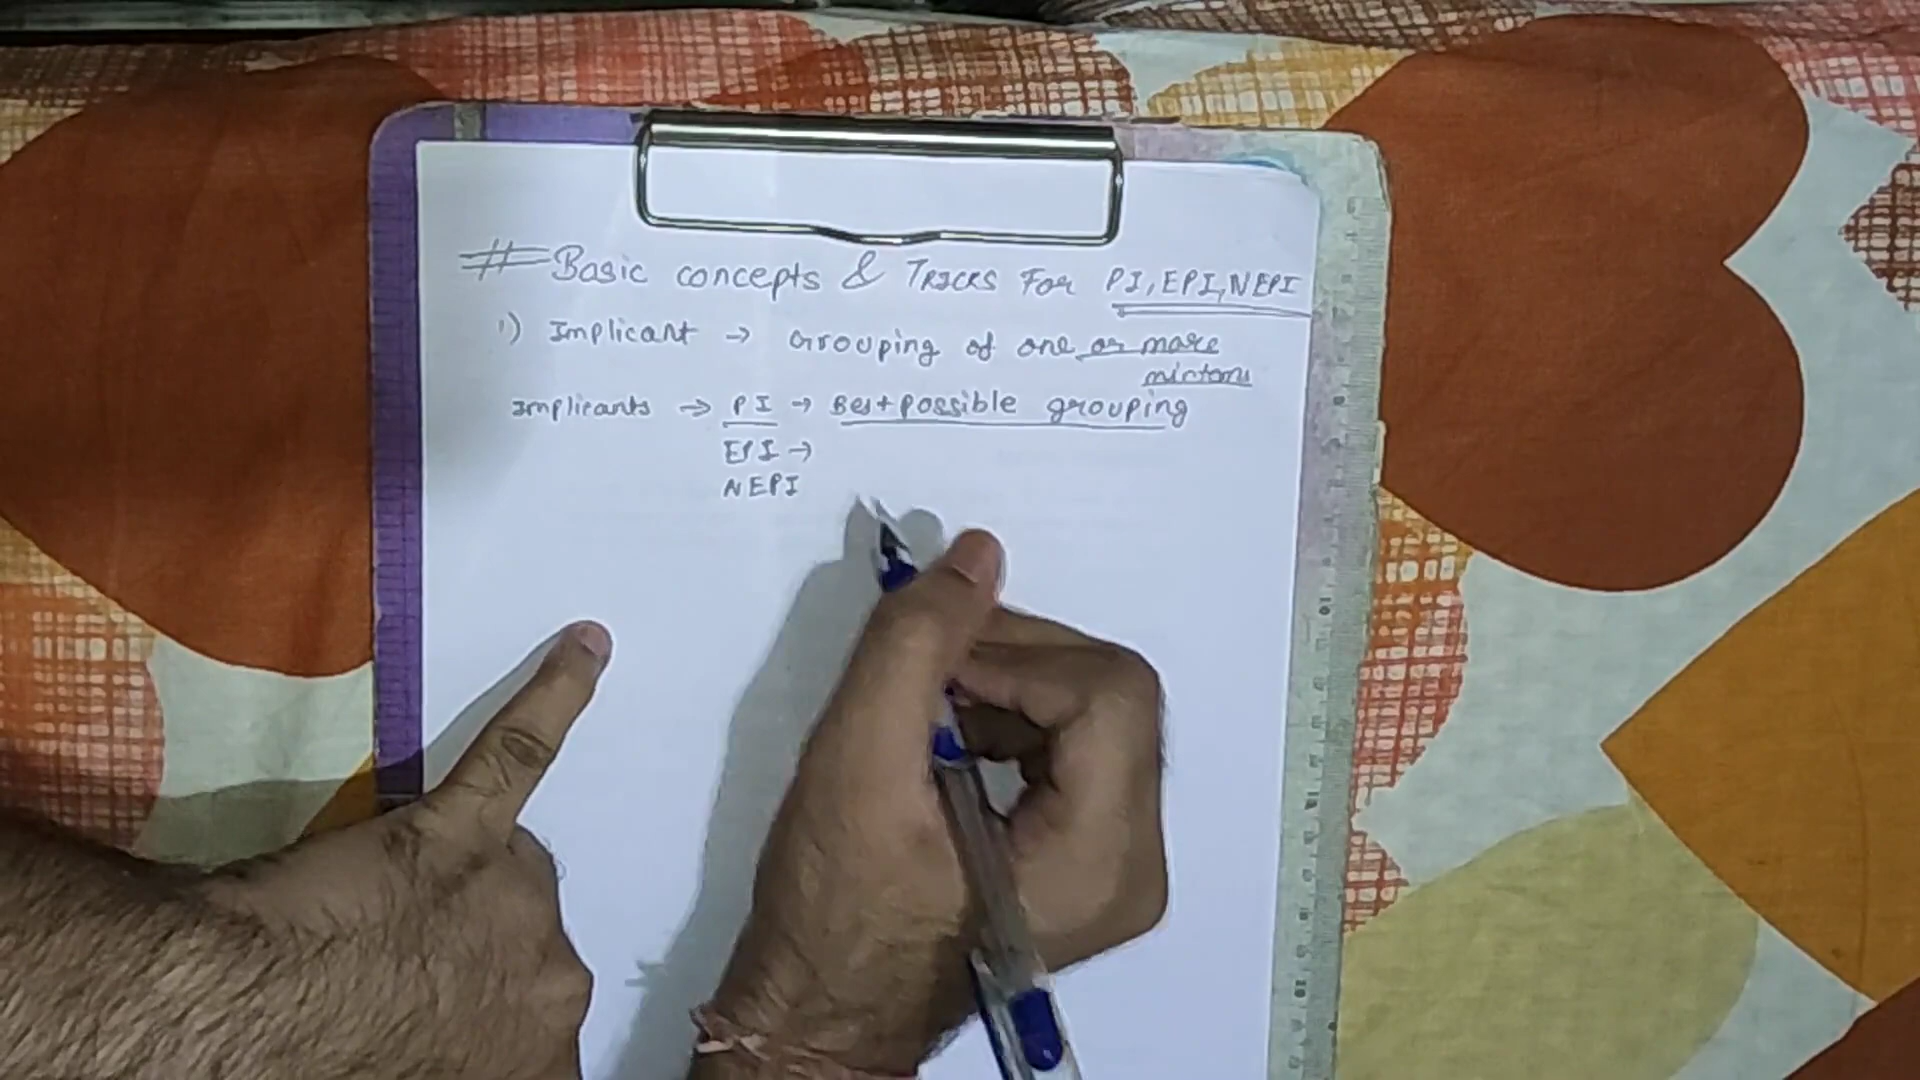 # Basic concepts & TRICKS FOR PI, EPI, NEPI
1) Implicant → Grouping of one or more
minterms
Implicants → PI → Best possible grouping
EPI →
NEPI